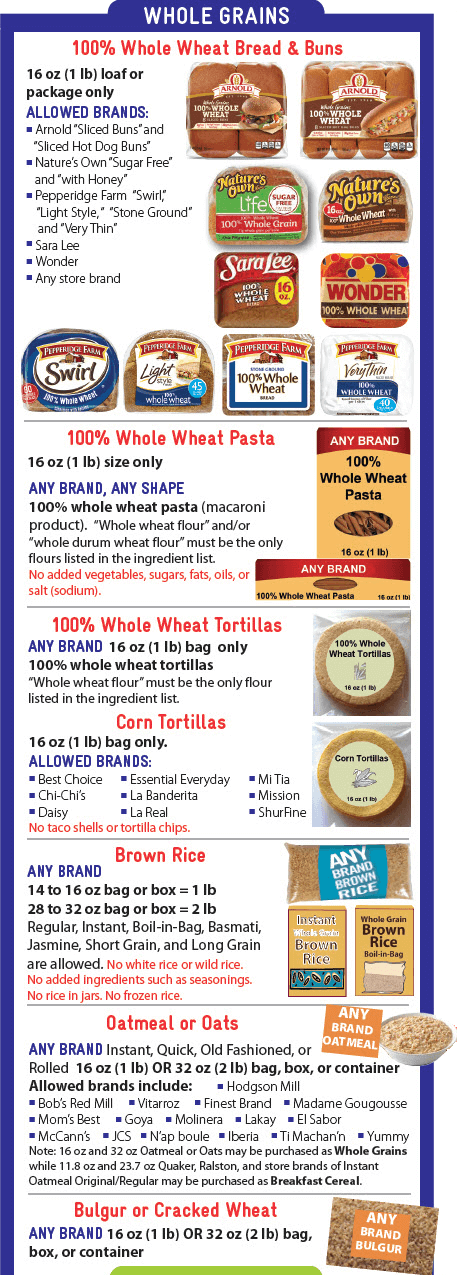 WHOLE GRAINS
100% Whole Wheat Bread & Buns
16 oz (1 lb) loaf or
package only
ALLOWED BRANDS:
▪ Arnold "Sliced Buns" and
"Sliced Hot Dog Buns"
▪ Nature's Own "Sugar Free"
and "with Honey"
▪ Pepperidge Farm "Swirl,"
"Light Style," "Stone Ground"
and "Very Thin"
▪ Sara Lee
▪ Wonder
▪ Any store brand
ARNOLD
Whole Grains
100% WHOLE
WHEAT
ARNOLD
Whole Grains
100% WHOLE
WHEAT
8 SLICED HOT DOG BUNS
Nature's
Own
life
SUGAR
FREE
100% Whole Grain
Nature's
Own
16 oz
100% Whole Wheat
Sara Lee
100%
WHOLE
WHEAT
16
OZ.
WONDER
100% WHOLE WHEAT
PEPPERIDGE FARM
Swirl
100% Whole Wheat
90
PEPPERIDGE FARM
Light
style
45
100%
whole wheat
PEPPERIDGE FARM
STONE GROUND
100% Whole
Wheat
BREAD
PEPPERIDGE FARM
Very Thin
100%
WHOLE WHEAT
40
100% Whole Wheat Pasta
16 oz (1 lb) size only
ANY BRAND, ANY SHAPE
100% whole wheat pasta (macaroni
product). "Whole wheat flour" and/or
"whole durum wheat flour" must be the only
flours listed in the ingredient list.
No added vegetables, sugars, fats, oils, or
salt (sodium).
ANY BRAND
100%
Whole Wheat
Pasta
16 oz (1 lb)
ANY BRAND
100% Whole Wheat Pasta 16 oz (1 lb)
100% Whole Wheat Tortillas
ANY BRAND 16 oz (1 lb) bag only
100% whole wheat tortillas
"Whole wheat flour" must be the only flour
listed in the ingredient list.
100% Whole
Wheat Tortillas
16 oz (1 lb)
Corn Tortillas
16 oz (1 lb) bag only.
ALLOWED BRANDS:
▪ Best Choice ▪ Essential Everyday ▪ Mi Tia
▪ Chi-Chi's ▪ La Banderita ▪ Mission
▪ Daisy ▪ La Real ▪ ShurFine
No taco shells or tortilla chips.
Corn Tortillas
16 oz (1 lb)
Brown Rice
ANY BRAND
14 to 16 oz bag or box = 1 lb
28 to 32 oz bag or box = 2 lb
Regular, Instant, Boil-in-Bag, Basmati,
Jasmine, Short Grain, and Long Grain
are allowed. No white rice or wild rice.
No added ingredients such as seasonings.
No rice in jars. No frozen rice.
ANY
BRAND
BROWN
RICE
Instant
Whole Grain
Brown
Rice
Whole Grain
Brown
Rice
Boil-in-Bag
Oatmeal or Oats
ANY
BRAND
OATMEAL
ANY BRAND Instant, Quick, Old Fashioned, or
Rolled 16 oz (1 lb) OR 32 oz (2 lb) bag, box, or container
Allowed brands include: ▪ Hodgson Mill
▪ Bob's Red Mill ▪ Vitarroz ▪ Finest Brand ▪ Madame Gougousse
▪ Mom's Best ▪ Goya ▪ Molinera ▪ Lakay ▪ El Sabor
▪ McCann's ▪ JCS ▪ N'ap boule ▪ Iberia ▪ Ti Machan'n ▪ Yummy
Note: 16 oz and 32 oz Oatmeal or Oats may be purchased as Whole Grains
while 11.8 oz and 23.7 oz Quaker, Ralston, and store brands of Instant
Oatmeal Original/Regular may be purchased as Breakfast Cereal.
Bulgur or Cracked Wheat
ANY BRAND 16 oz (1 lb) OR 32 oz (2 lb) bag,
box, or container
ANY
BRAND
BULGUR